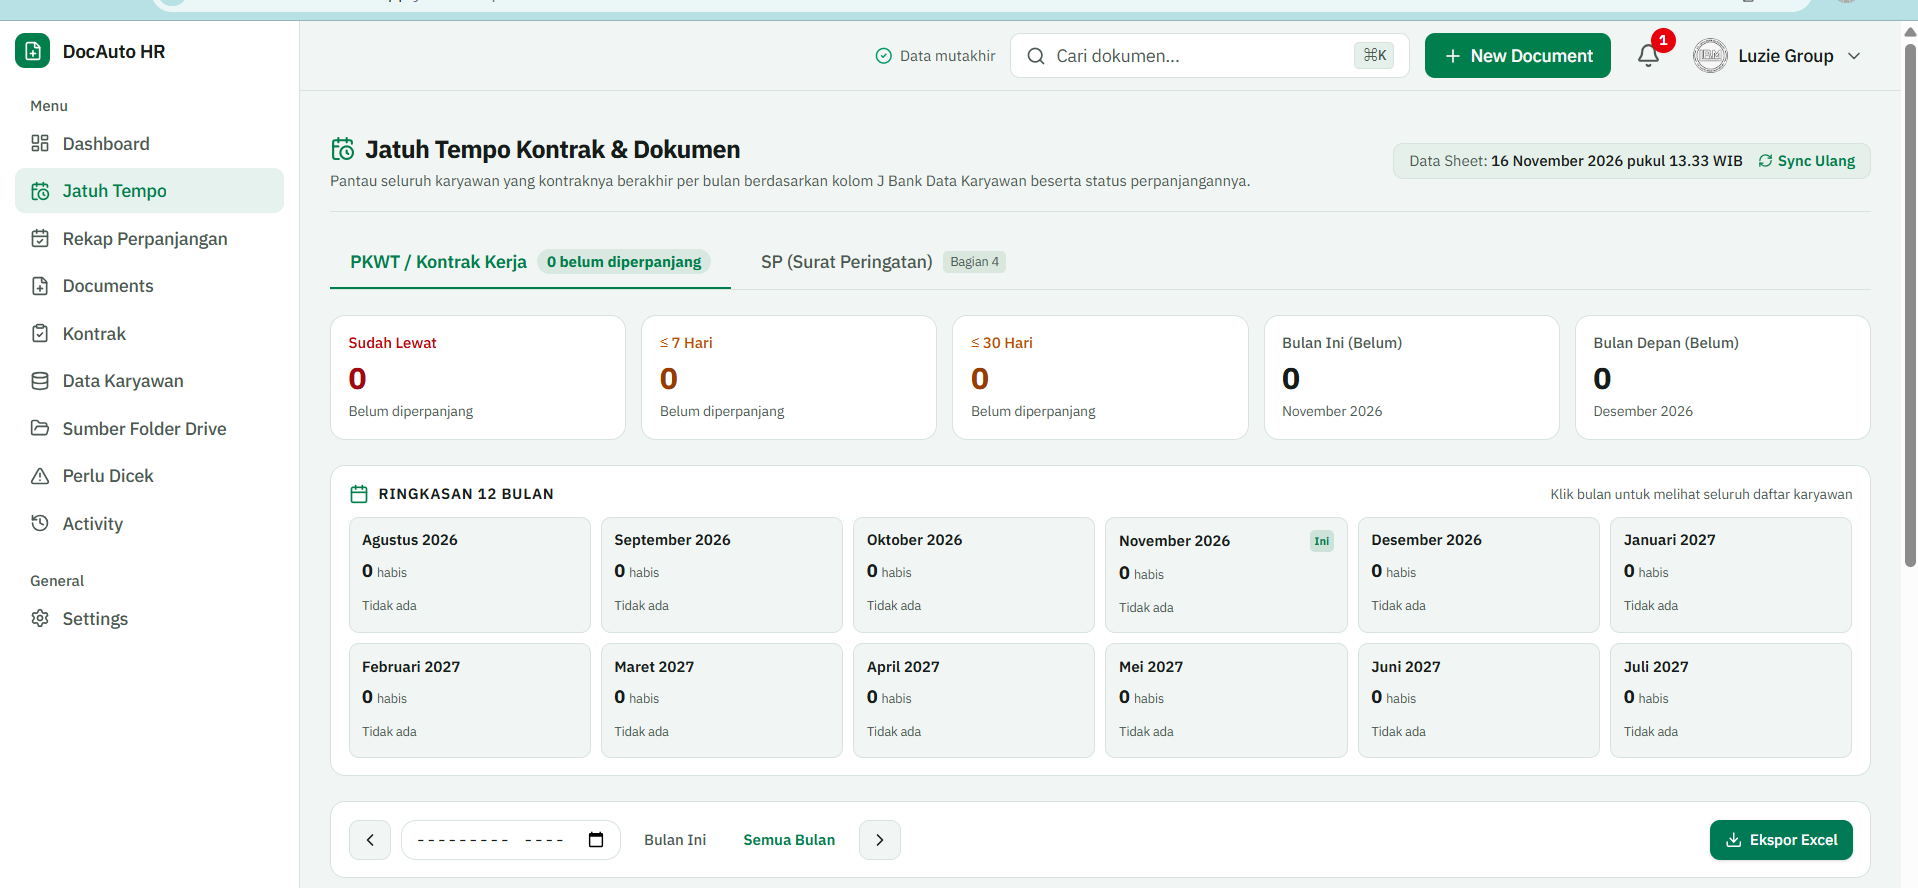 DocAuto HR
Data mutakhir
Cari dokumen...
⌘K
+ New Document
1
Luzie Group
Menu
Dashboard
Jatuh Tempo
Rekap Perpanjangan
Documents
Kontrak
Data Karyawan
Sumber Folder Drive
Perlu Dicek
Activity
General
Settings
Jatuh Tempo Kontrak & Dokumen
Pantau seluruh karyawan yang kontraknya berakhir per bulan berdasarkan kolom J Bank Data Karyawan beserta status perpanjangannya.
Data Sheet: 16 November 2026 pukul 13.33 WIB Sync Ulang
PKWT / Kontrak Kerja 0 belum diperpanjang SP (Surat Peringatan) Bagian 4
Sudah Lewat
0
Belum diperpanjang
≤ 7 Hari
0
Belum diperpanjang
≤ 30 Hari
0
Belum diperpanjang
Bulan Ini (Belum)
0
November 2026
Bulan Depan (Belum)
0
Desember 2026
RINGKASAN 12 BULAN
Klik bulan untuk melihat seluruh daftar karyawan
Agustus 2026
0 habis
Tidak ada
September 2026
0 habis
Tidak ada
Oktober 2026
0 habis
Tidak ada
November 2026 Ini
0 habis
Tidak ada
Desember 2026
0 habis
Tidak ada
Januari 2027
0 habis
Tidak ada
Februari 2027
0 habis
Tidak ada
Maret 2027
0 habis
Tidak ada
April 2027
0 habis
Tidak ada
Mei 2027
0 habis
Tidak ada
Juni 2027
0 habis
Tidak ada
Juli 2027
0 habis
Tidak ada
--------- ----
Bulan Ini
Semua Bulan
Ekspor Excel